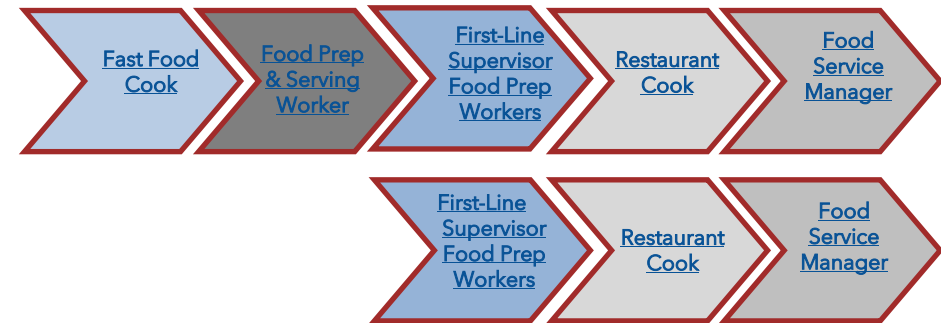 Fast Food
Cook
Food Prep
& Serving
Worker
First-Line
Supervisor
Food Prep
Workers
Restaurant
Cook
Food
Service
Manager
First-Line
Supervisor
Food Prep
Workers
Restaurant
Cook
Food
Service
Manager